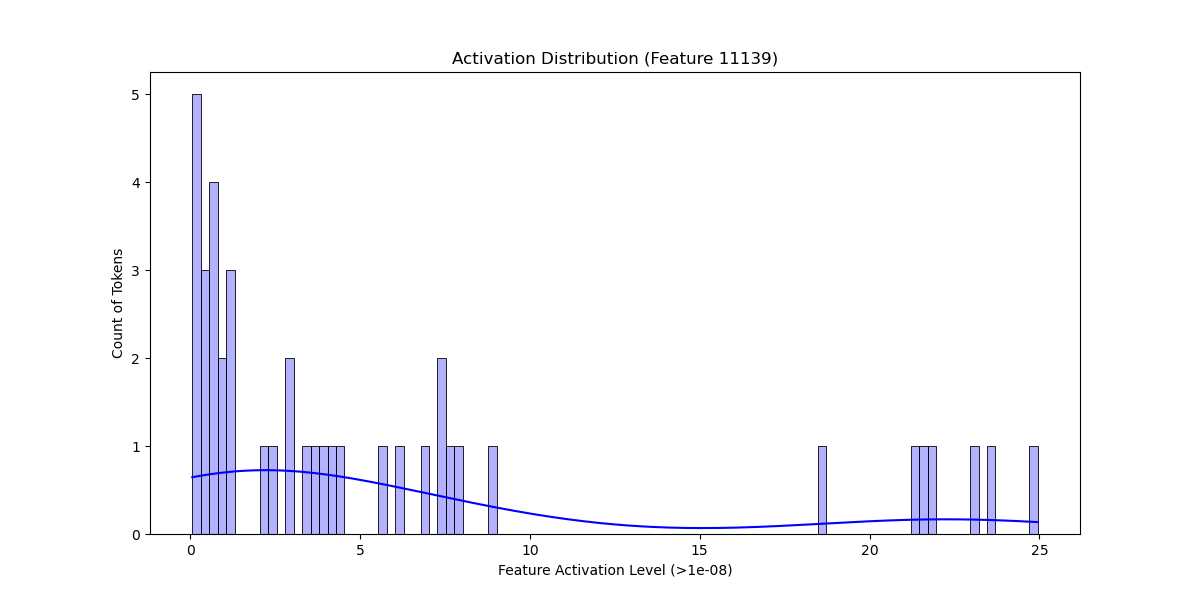 Activation Distribution (Feature 11139)
Count of Tokens
5
4
3
2
1
0
0 5 10 15 20 25
Feature Activation Level (>1e-08)